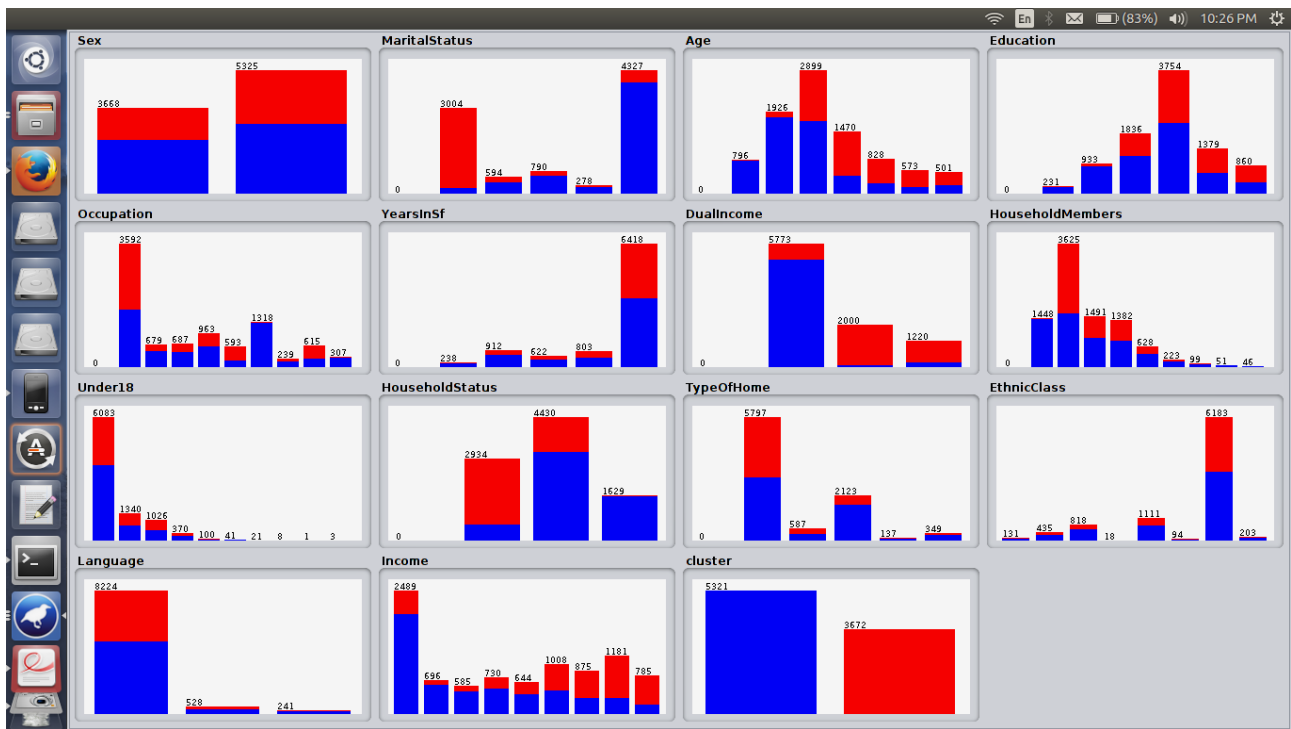 En (83%) 10:26 PM
Sex MaritalStatus Age Education
3668 5325
0 3004 594 790 278 4327
0 796 1926 2899 1470 828 573 501
0 231 933 1836 3754 1379 860
Occupation YearsInSf DualIncome HouseholdMembers
0 3592 679 687 963 593 1318 239 615 307
0 238 912 622 803 6418
0 5773 2000 1220
0 1448 3625 1491 1382 628 223 99 51 46
Under18 HouseholdStatus TypeOfHome EthnicClass
6083 1340 1026 370 100 41 21 8 1 3
0 2934 4430 1629
0 5797 587 2123 137 349
131 435 818 18 1111 94 6183 203
Language Income cluster
8224 528 241
2489 696 585 730 644 1008 875 1181 785
5321 3672